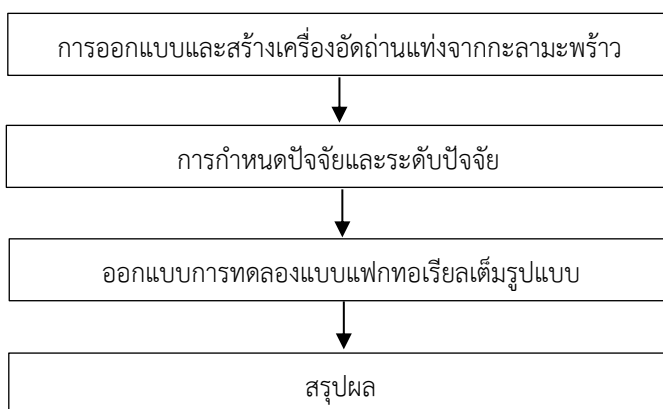 การออกแบบและสร้างเครื่องอัดถ่านแท่งจากกะลามะพร้าว
การกำหนดปัจจัยและระดับปัจจัย
ออกแบบการทดลองแบบแฟกทอเรียลเต็มรูปแบบ
สรุปผล